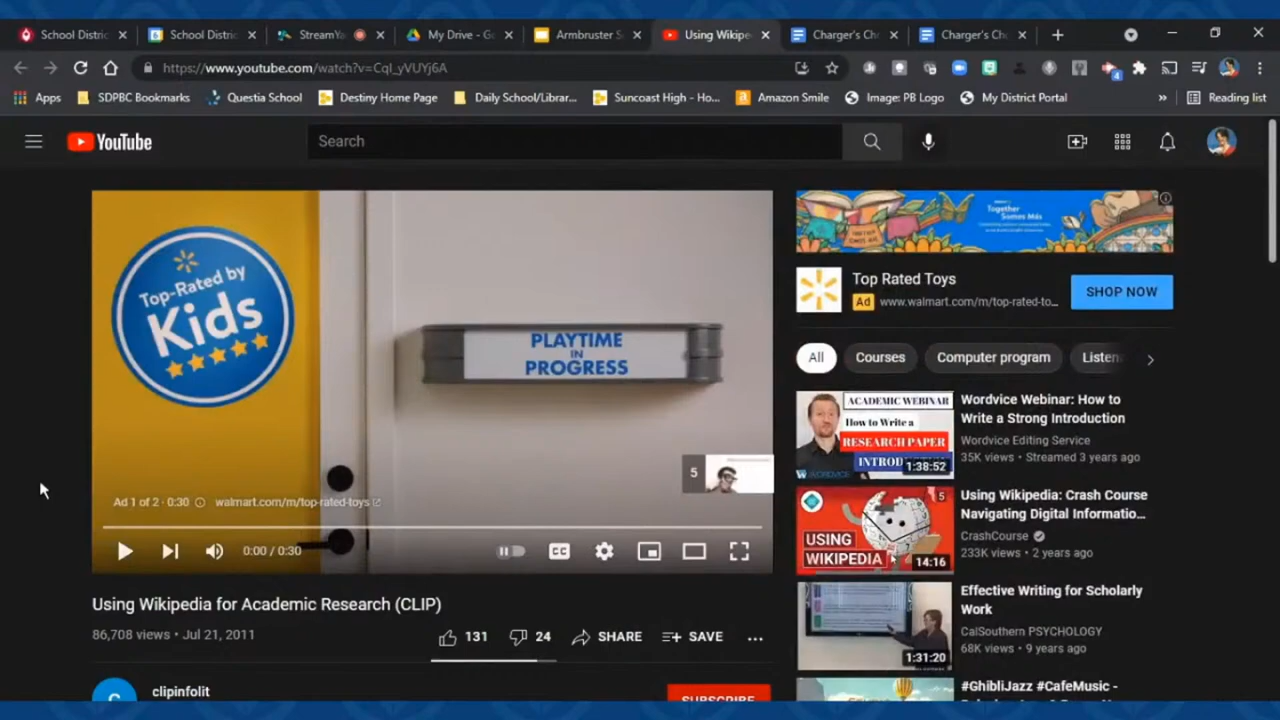 School Distric
School Distric
StreamYa
My Drive - Go
Armbruster S
Using Wikipe
Charger's Ch
Charger's Ch
https://www.youtube.com/watch?v=CqI_yVUYj6A
4
Apps
SDPBC Bookmarks
Questia School
Destiny Home Page
Daily School/Librar...
Suncoast High - Ho...
Amazon Smile
Image: PB Logo
My District Portal
»
Reading list
YouTube
Search
Top-Rated by
Kids
PLAYTIME
IN
PROGRESS
5
Ad 1 of 2 · 0:30
walmart.com/m/top-rated-toys
0:00 / 0:30
CC
Using Wikipedia for Academic Research (CLIP)
86,708 views • Jul 21, 2011
131
24
SHARE
SAVE
clipinfolit
SUBSCRIBE
Together
Somos Más
Top Rated Toys
Ad www.walmart.com/m/top-rated-to...
SHOP NOW
All
Courses
Computer program
Listen
ACADEMIC WEBINAR
How to Write a
RESEARCH PAPER
1:38:52
Wordvice Webinar: How to
Write a Strong Introduction
Wordvice Editing Service
35K views • Streamed 3 years ago
5
USING
WIKIPEDIA
14:16
Using Wikipedia: Crash Course
Navigating Digital Informatio...
CrashCourse
233K views • 2 years ago
1:31:20
Effective Writing for Scholarly
Work
CalSouthern PSYCHOLOGY
68K views • 9 years ago
#GhibliJazz #CafeMusic -